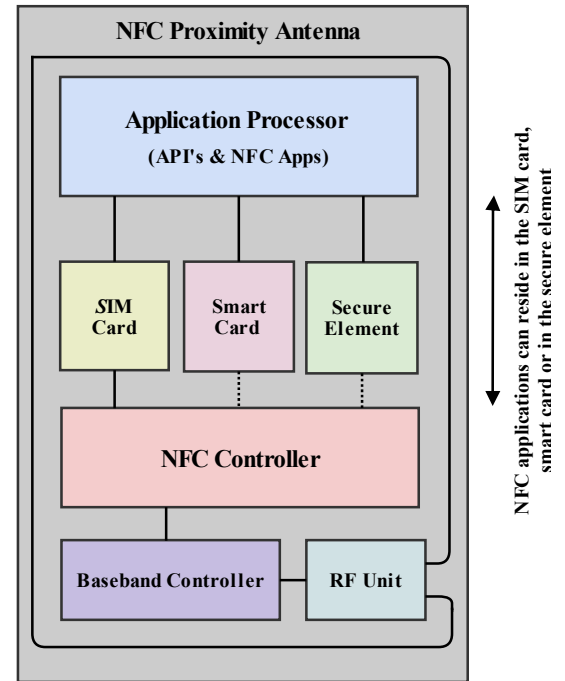 NFC Proximity Antenna
Application Processor
(API's & NFC Apps)
SIM
Card
Smart
Card
Secure
Element
NFC Controller
Baseband Controller
RF Unit
NFC applications can reside in the SIM card,
smart card or in the secure element